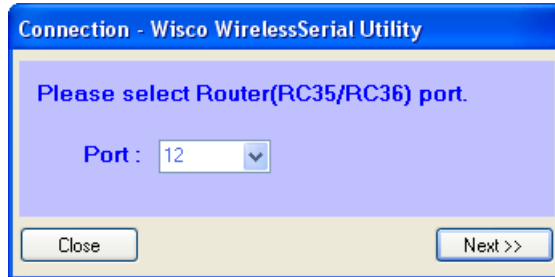 Connection - Wisco WirelessSerial Utility
Please select Router(RC35/RC36) port.
Port : 12
Close Next >>